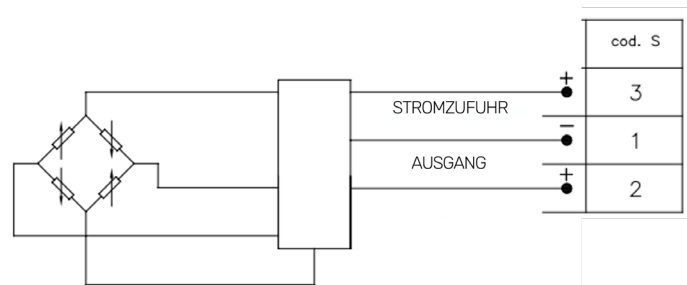 cod. S
+ 3
STROMZUFUHR
− 1
AUSGANG
+ 2